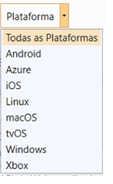 Plataforma
Todas as Plataformas
Android
Azure
iOS
Linux
macOS
tvOS
Windows
Xbox